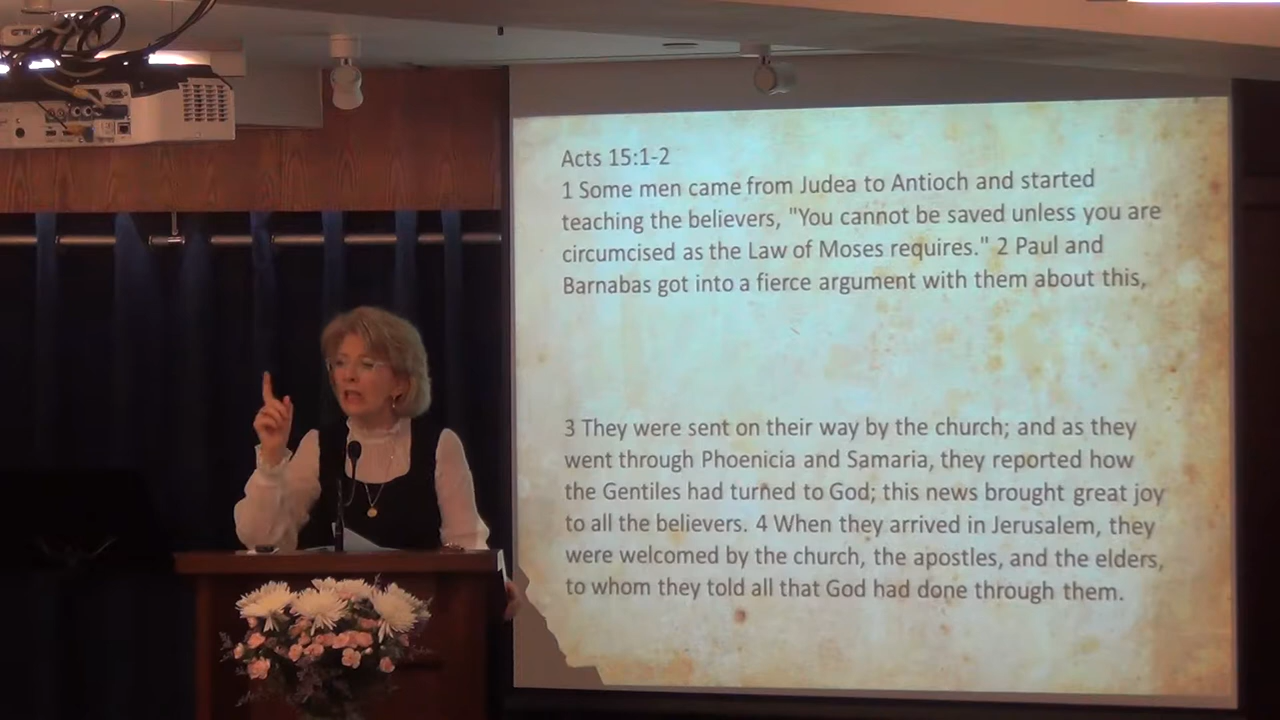 Acts 15:1-2
1 Some men came from Judea to Antioch and started
teaching the believers, "You cannot be saved unless you are
circumcised as the Law of Moses requires." 2 Paul and
Barnabas got into a fierce argument with them about this,
3 They were sent on their way by the church; and as they
went through Phoenicia and Samaria, they reported how
the Gentiles had turned to God; this news brought great joy
to all the believers. 4 When they arrived in Jerusalem, they
were welcomed by the church, the apostles, and the elders,
to whom they told all that God had done through them.